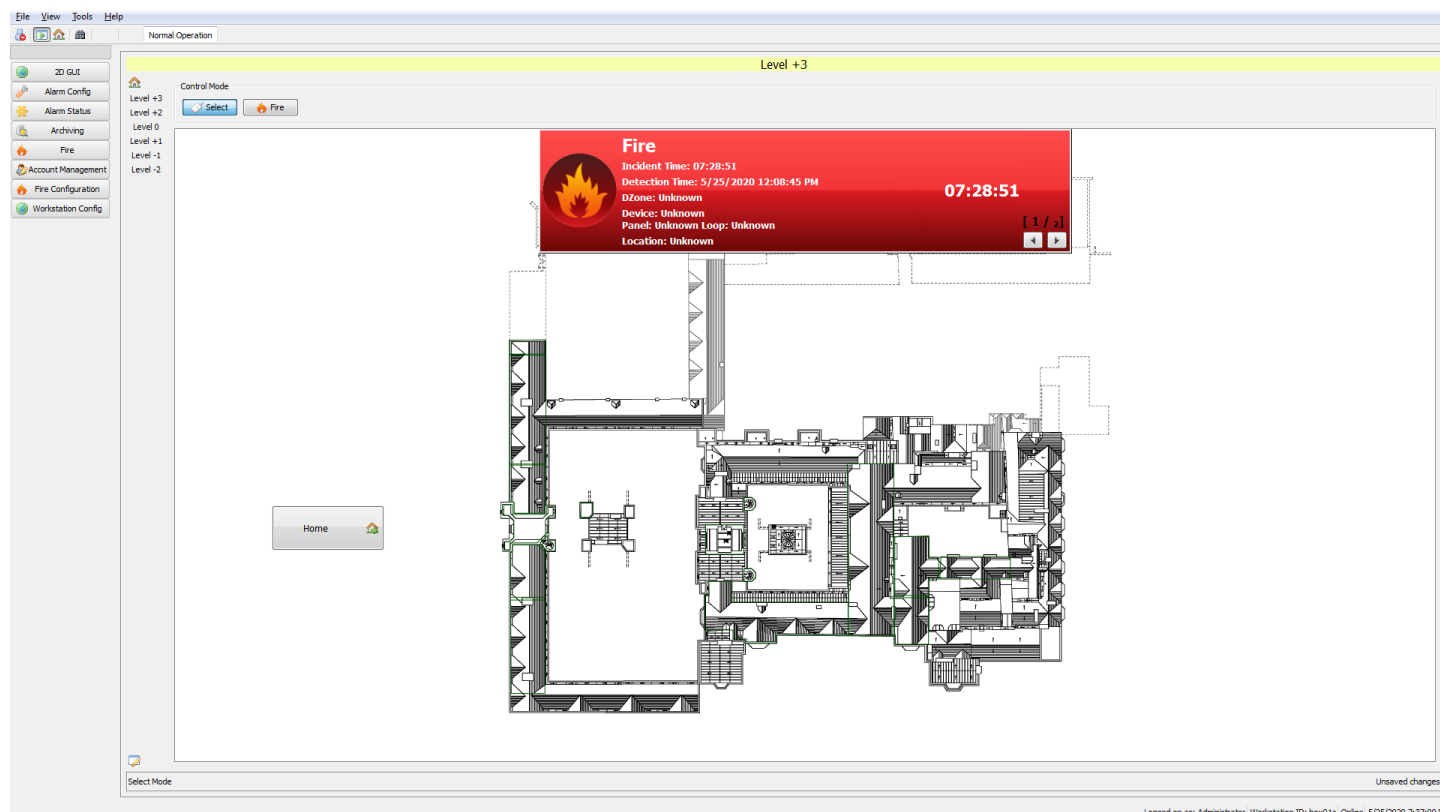 File View Tools Help
Normal Operation
2D GUI
Alarm Config
Alarm Status
Archiving
Fire
Account Management
Fire Configuration
Workstation Config
Level +3
Level +3
Level +2
Level 0
Level +1
Level -1
Level -2
Control Mode
Select Fire
Fire
Incident Time: 07:28:51
Detection Time: 5/25/2020 12:08:45 PM
DZone: Unknown
Device: Unknown
Panel: Unknown Loop: Unknown
Location: Unknown
07:28:51
[ 1 / 2]
Home
Select Mode
Unsaved changes